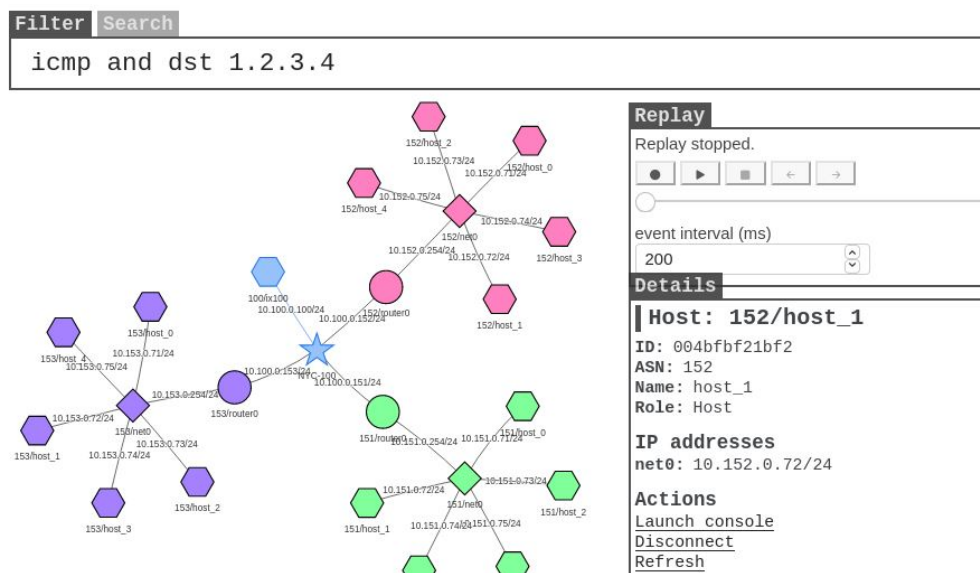 Filter Search
icmp and dst 1.2.3.4
152/host_2
10.152.0.73/24
152/host_0
10.152.0.71/24
152/host_4
10.152.0.75/24
10.152.0.74/24
152/net0
152/host_3
10.152.0.254/24
10.152.0.72/24
152/router0
152/host_1
100/ix100
10.100.0.100/24
10.100.0.152/24
NYC-100
10.100.0.153/24
10.100.0.151/24
153/host_0
153/host_4
10.153.0.71/24
10.153.0.75/24
10.153.0.254/24
153/router0
10.153.0.72/24
153/net0
10.153.0.73/24
153/host_1
10.153.0.74/24
153/host_2
153/host_3
151/router0
10.151.0.254/24
151/host_0
10.151.0.71/24
10.151.0.73/24
10.151.0.72/24
151/net0
151/host_2
151/host_1
10.151.0.74/24
10.151.0.75/24
Replay
Replay stopped.
event interval (ms)
200
Details
Host: 152/host_1
ID: 004bfbf21bf2
ASN: 152
Name: host_1
Role: Host
IP addresses
net0: 10.152.0.72/24
Actions
Launch console
Disconnect
Refresh